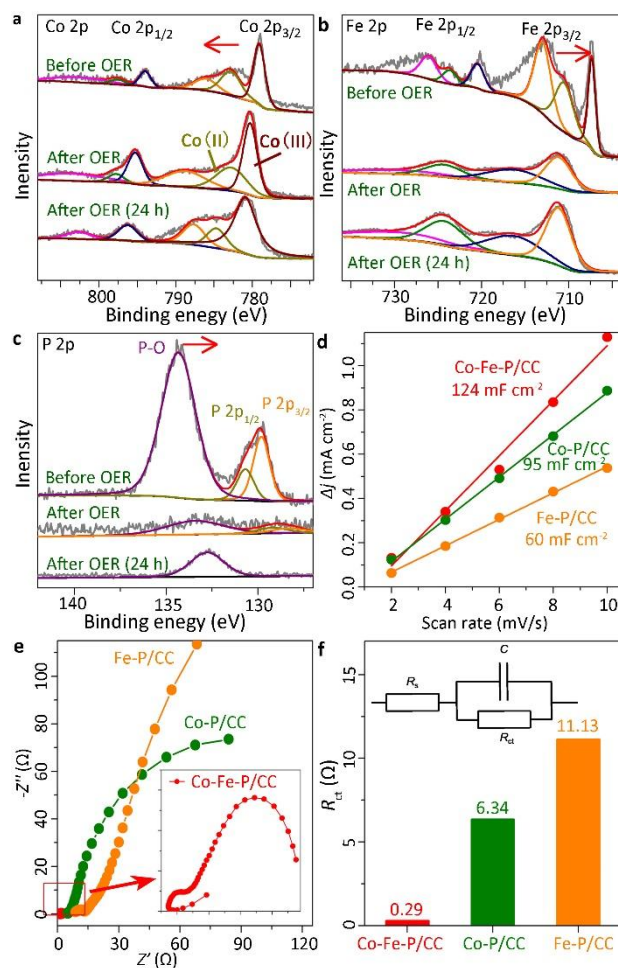 a Co 2p Co 2p1/2 Co 2p3/2
Before OER
After OER
Co (II) Co (III)
After OER (24 h)
Inensity
800 790 780
Binding energy (eV)
b Fe 2p Fe 2p1/2 Fe 2p3/2
Before OER
After OER
After OER (24 h)
Inensity
730 720 710
Binding energy (eV)
c P 2p
P-O
P 2p1/2 P 2p3/2
Before OER
After OER
After OER (24 h)
Inensity
140 135 130
Binding energy (eV)
d
Co-Fe-P/CC
124 mF cm-2
Co-P/CC
95 mF cm-2
Fe-P/CC
60 mF cm-2
Δj (mA cm-2)
0.0 0.2 0.4 0.6 0.8 1.0
2 4 6 8 10
Scan rate (mV/s)
e
Fe-P/CC
Co-P/CC
Co-Fe-P/CC
-Z'' (Ω)
0 20 40 60 80 100
0 30 60 90 120
Z' (Ω)
f
C
Rs
Rct
11.13
6.34
0.29
Rct (Ω)
0 5 10 15
Co-Fe-P/CC Co-P/CC Fe-P/CC